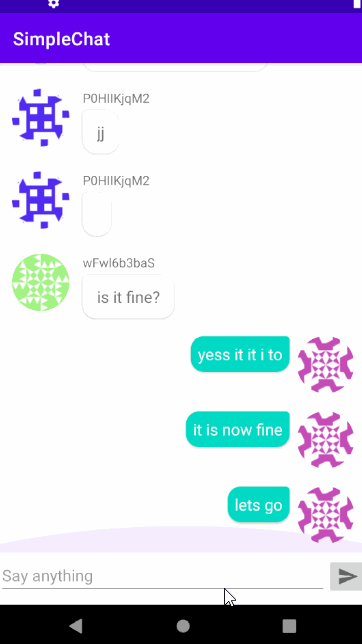 SimpleChat
P0HIIKjqM2
jj
P0HIIKjqM2
wFwI6b3baS
is it fine?
yess it it i to
it is now fine
lets go
Say anything